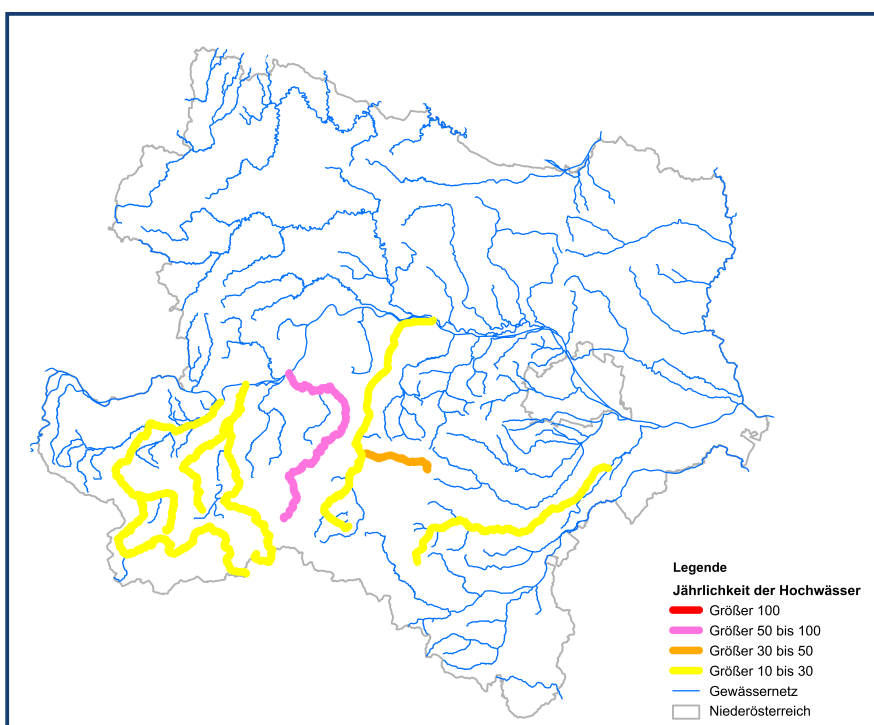 Legende
Jährlichkeit der Hochwässer
Größer 100
Größer 50 bis 100
Größer 30 bis 50
Größer 10 bis 30
Gewässernetz
Niederösterreich